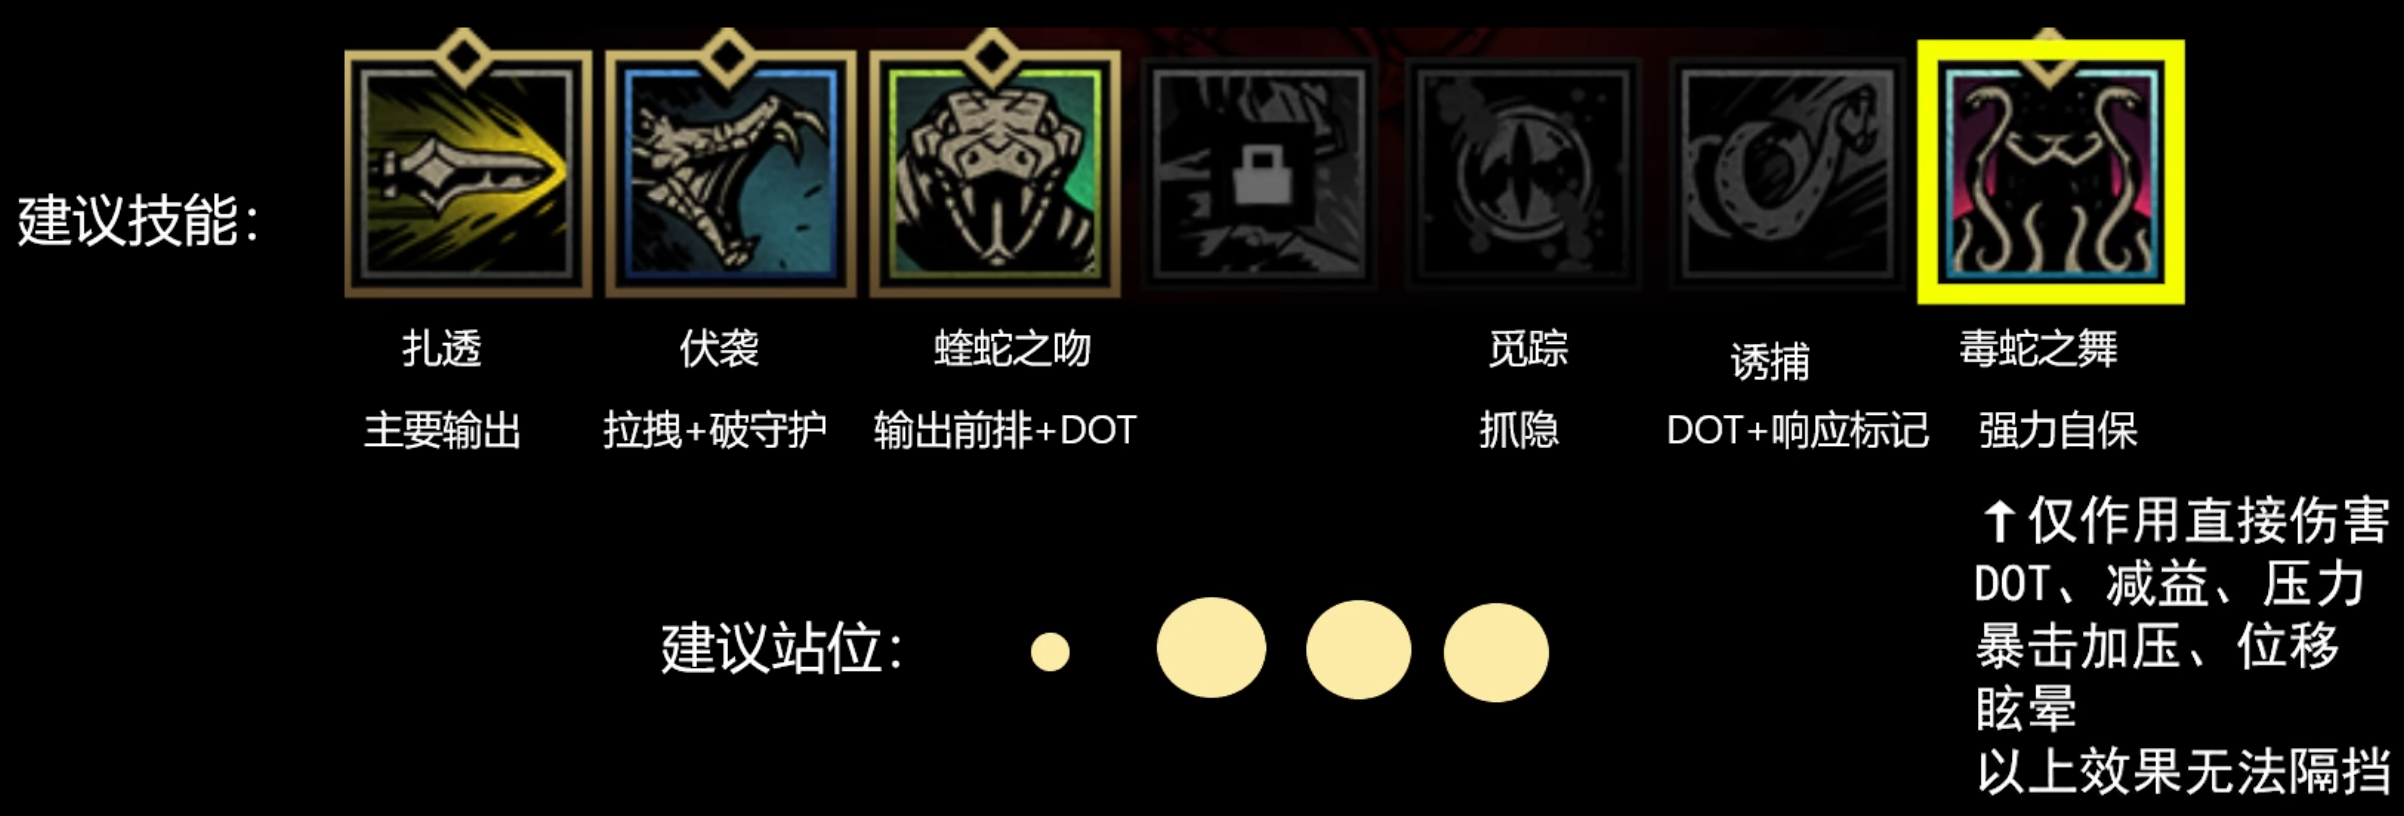 建议技能：
扎透
伏袭
蝰蛇之吻
觅踪
诱捕
毒蛇之舞
主要输出
拉拽+破守护
输出前排+DOT
抓隐
DOT+响应标记
强力自保
↑仅作用直接伤害
DOT、减益、压力
暴击加压、位移
眩晕
以上效果无法隔挡
建议站位：